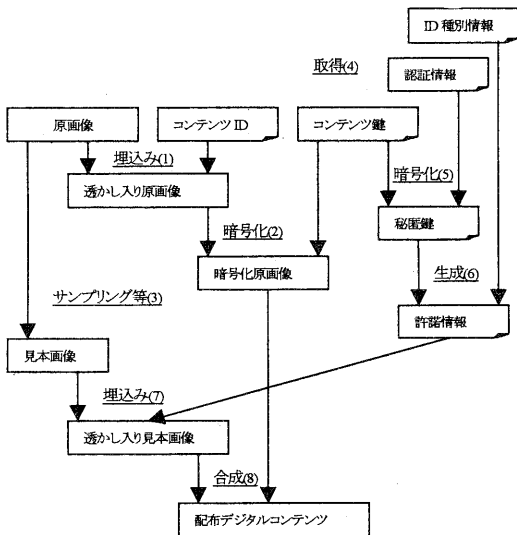 ID 種別情報
取得(4)
認証情報
原画像
コンテンツ ID
コンテンツ鍵
埋込み(1)
暗号化(5)
透かし入り原画像
秘匿鍵
暗号化(2)
暗号化原画像
生成(6)
サンプリング等(3)
許諾情報
見本画像
埋込み(7)
透かし入り見本画像
合成(8)
配布デジタルコンテンツ